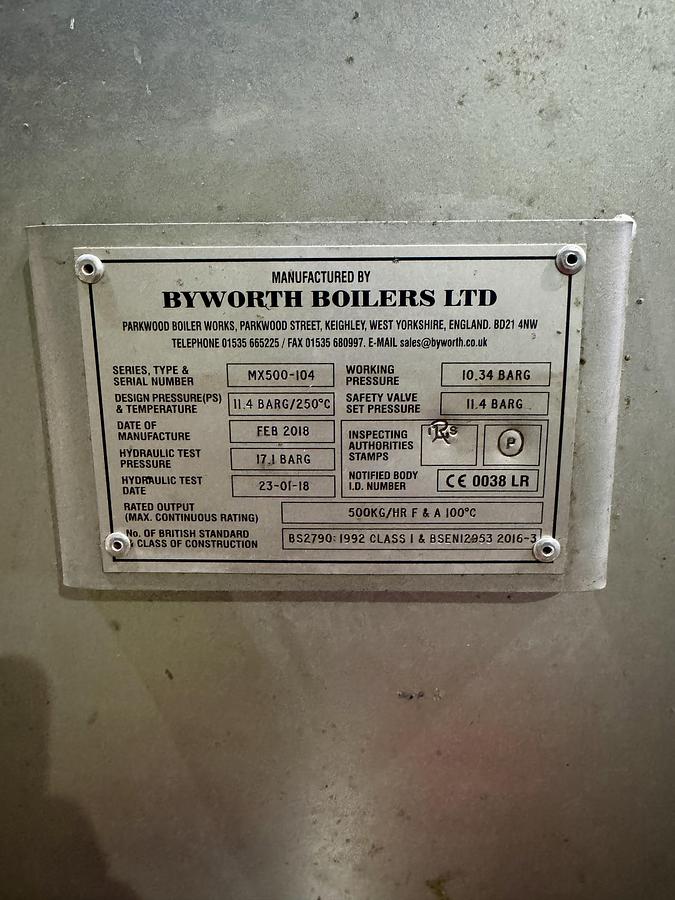 MANUFACTURED BY
BYWORTH BOILERS LTD
PARKWOOD BOILER WORKS, PARKWOOD STREET, KEIGHLEY, WEST YORKSHIRE, ENGLAND. BD21 4NW
TELEPHONE 01535 665225 / FAX 01535 680997. E-MAIL sales@byworth.co.uk
SERIES, TYPE &
SERIAL NUMBER
MX500-104
WORKING
PRESSURE
10.34 BARG
DESIGN PRESSURE(PS)
& TEMPERATURE
11.4 BARG/250°C
SAFETY VALVE
SET PRESSURE
11.4 BARG
DATE OF
MANUFACTURE
FEB 2018
INSPECTING
AUTHORITIES
STAMPS
P
HYDRAULIC TEST
PRESSURE
17.1 BARG
HYDRAULIC TEST
DATE
23-01-18
NOTIFIED BODY
I.D. NUMBER
CE 0038 LR
RATED OUTPUT
(MAX. CONTINUOUS RATING)
500KG/HR F & A 100°C
No. OF BRITISH STANDARD
& CLASS OF CONSTRUCTION
BS2790: 1992 CLASS 1 & BSEN12953 2016-3